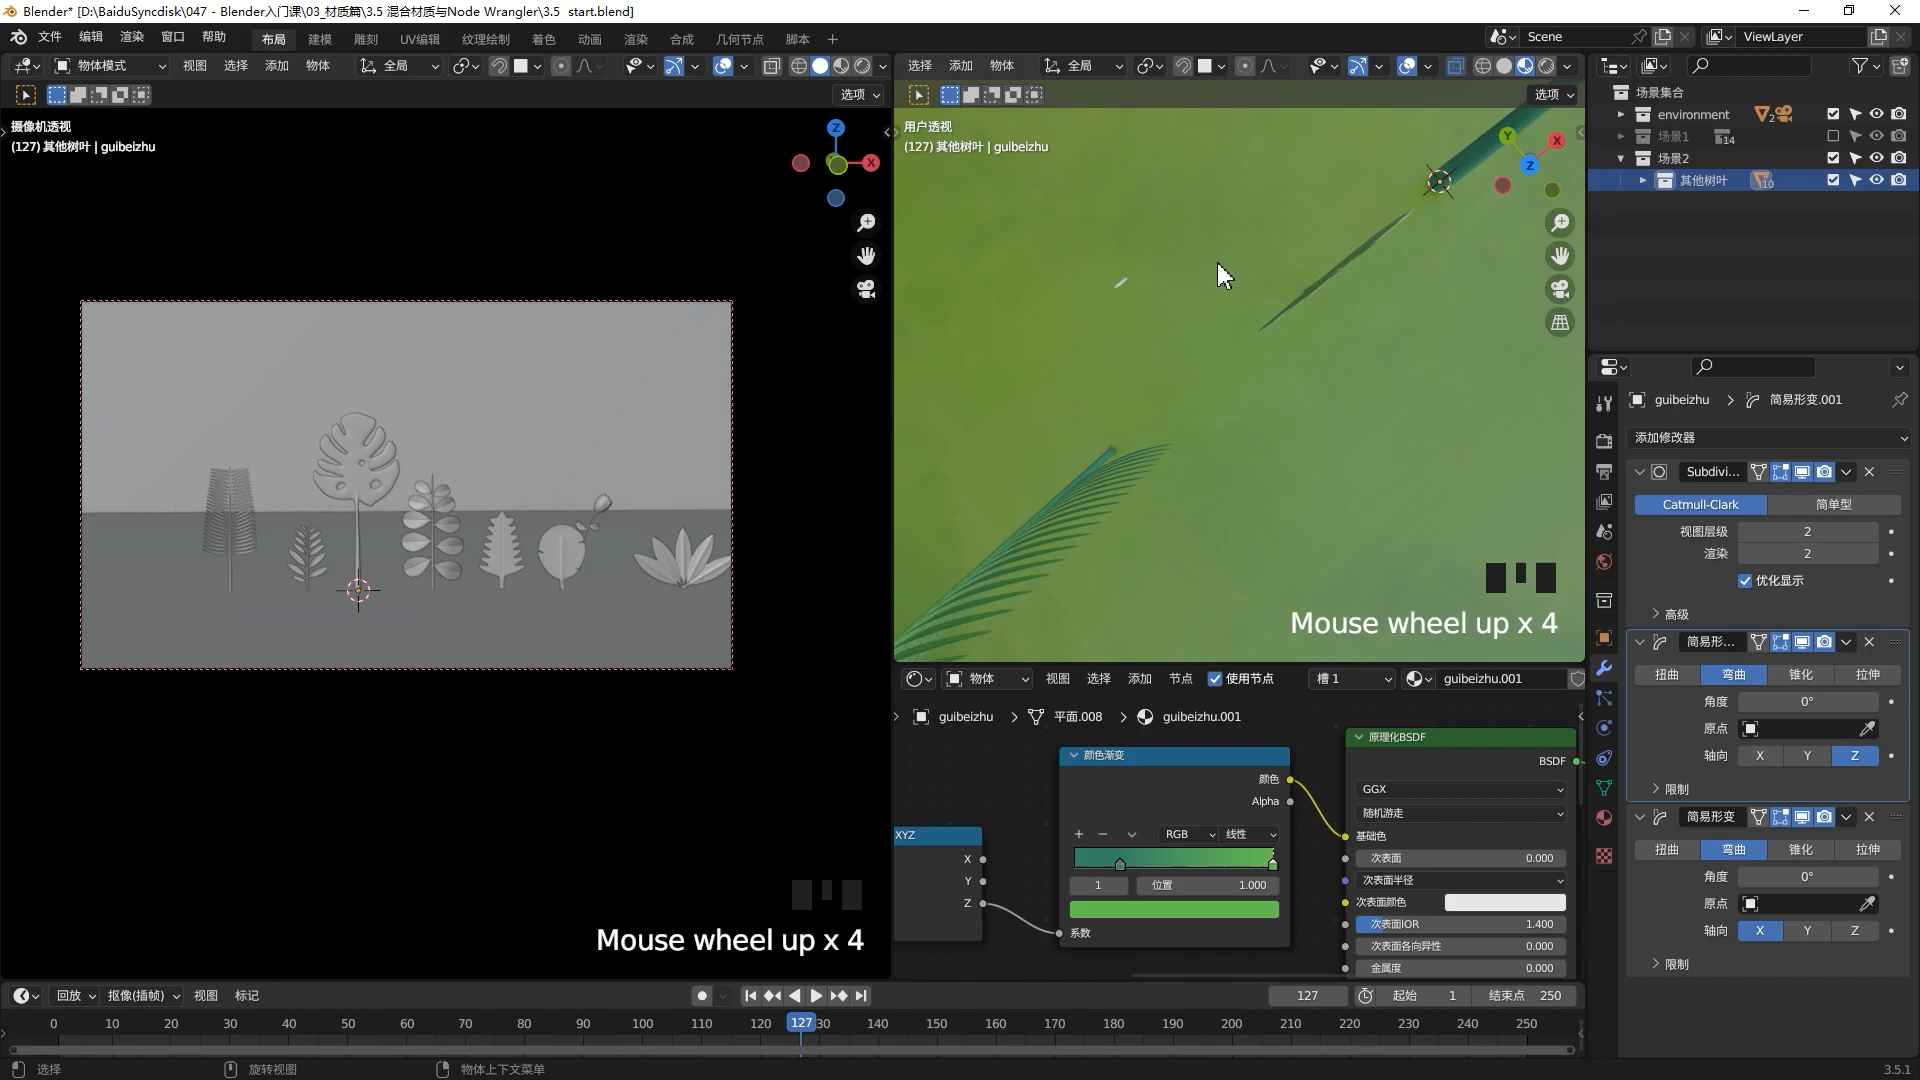 Blender* [D:\BaiduSyncdisk\047 - Blender入门课\03_材质篇\3.5 混合材质与Node Wrangler\3.5  start.blend]
文件 编辑 渲染 窗口 帮助 布局 建模 雕刻 UV编辑 纹理绘制 着色 动画 渲染 合成 几何节点 脚本 + Scene ViewLayer
物体模式 视图 选择 添加 物体 全局
选项
摄像机透视
(127) 其他树叶 | guibeizhu
Z
X
Mouse wheel up x 4
选择 添加 物体 全局
选项
用户透视
(127) 其他树叶 | guibeizhu
Y
X
Z
Mouse wheel up x 4
物体 视图 选择 添加 节点 使用节点 槽 1 guibeizhu.001
guibeizhu > 平面.008 > guibeizhu.001
XYZ
X
Y
Z
颜色渐变
颜色
Alpha
RGB 线性
1 位置 1.000
系数
原理化BSDF
BSDF
GGX
随机游走
基础色
次表面 0.000
次表面半径
次表面颜色
次表面IOR 1.400
次表面各向异性 0.000
金属度 0.000
场景集合
environment 2
场景1 14
场景2
其他树叶 10
guibeizhu > 简易形变.001
添加修改器
Subdivi...
Catmull-Clark 简单型
视图层级 2
渲染 2
优化显示
高级
简易形...
扭曲 弯曲 锥化 拉伸
角度 0°
原点
轴向 X Y Z
限制
简易形变
扭曲 弯曲 锥化 拉伸
角度 0°
原点
轴向 X Y Z
限制
回放 抠像(插帧) 视图 标记 127 起始 1 结束点 250
0 10 20 30 40 50 60 70 80 90 100 110 120 127 30 140 150 160 170 180 190 200 210 220 230 240 250
选择 旋转视图 物体上下文菜单 3.5.1